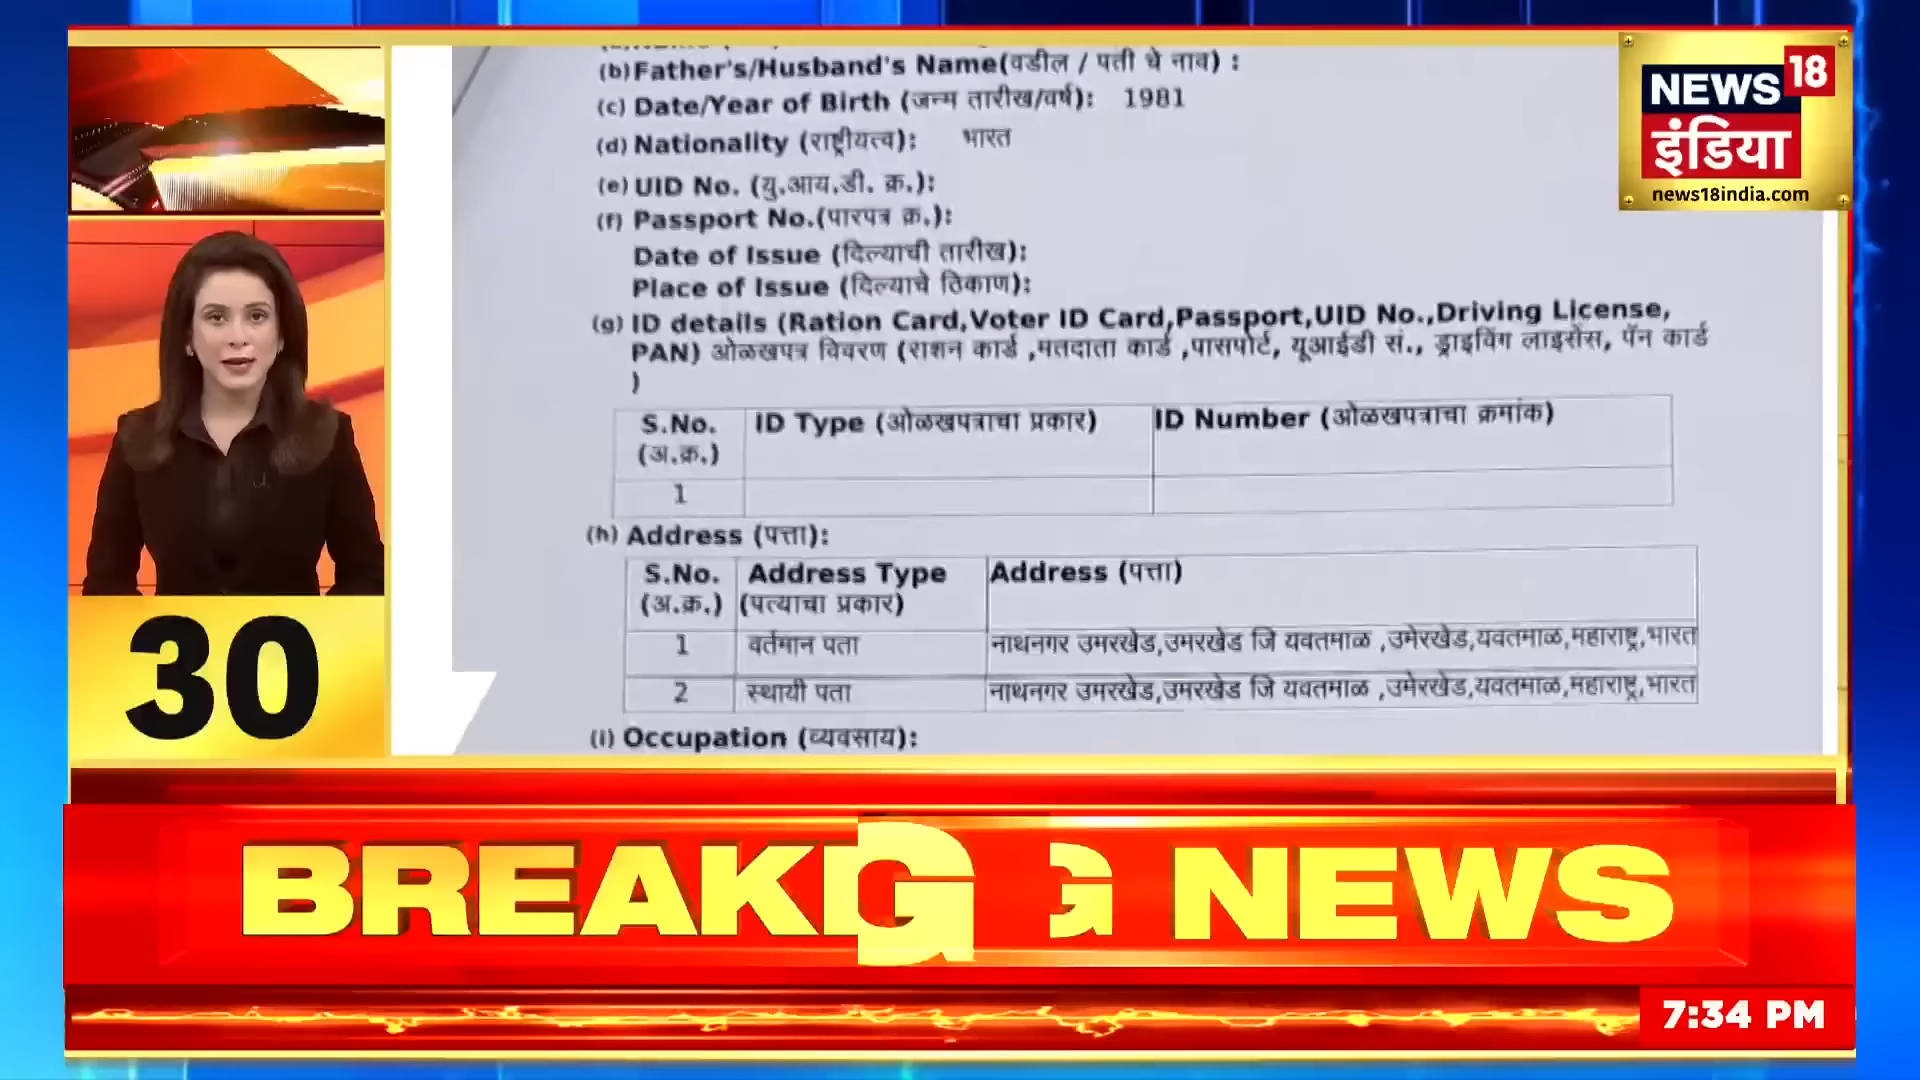 (b) Father's/Husband's Name(वडील / पती चे नाव) :
(c) Date/Year of Birth (जन्म तारीख/वर्ष): 1981
(d) Nationality (राष्ट्रीयत्व): भारत
(e) UID No. (यु.आय.डी. क्र.):
(f) Passport No.(पारपत्र क्र.):
Date of Issue (दिल्याची तारीख):
Place of Issue (दिल्याचे ठिकाण):
(g) ID details (Ration Card,Voter ID Card,Passport,UID No.,Driving License,
PAN) ओळखपत्र विवरण (राशन कार्ड ,मतदाता कार्ड ,पासपोर्ट, यूआईडी सं., ड्राइविंग लाइसेंस, पॅन कार्ड
)
S.No. ID Type (ओळखपत्राचा प्रकार) ID Number (ओळखपत्राचा क्रमांक)
(अ.क्र.)
1
(h) Address (पत्ता):
S.No. Address Type Address (पत्ता)
(अ.क्र.) (पत्याचा प्रकार)
1 वर्तमान पता नाथनगर उमरखेड,उमरखेड जि यवतमाळ ,उमेरखेड,यवतमाळ,महाराष्ट्र,भारत
2 स्थायी पता नाथनगर उमरखेड,उमरखेड जि यवतमाळ ,उमेरखेड,यवतमाळ,महाराष्ट्र,भारत
(i) Occupation (व्यवसाय):
NEWS 18
इंडिया
news18india.com
30
BREAKI G G NEWS
7:34 PM